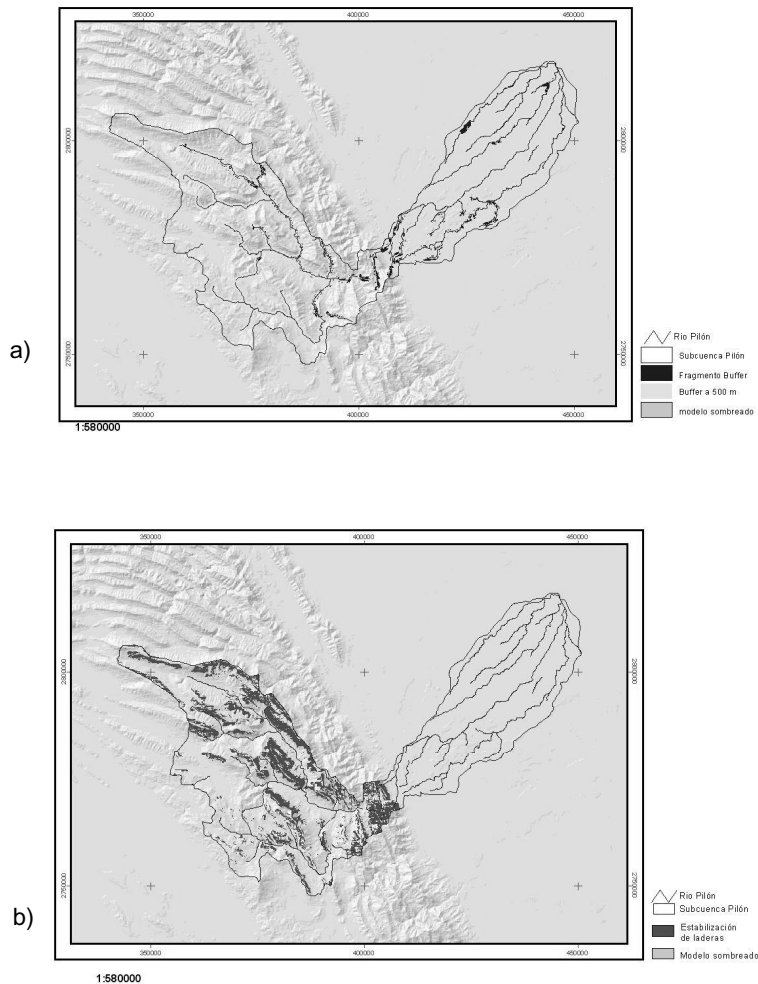 350000
400000
450000
2800000
2800000
a)
2750000
2750000
350000
400000
450000
1:580000
Rio Pilón
Subcuenca Pilón
Fragmento Buffer
Buffer a 500 m
modelo sombreado
350000
400000
450000
2800000
2800000
b)
2750000
2750000
350000
400000
450000
1:580000
Rio Pilón
Subcuenca Pilón
Estabilización
de laderas
Modelo sombreado